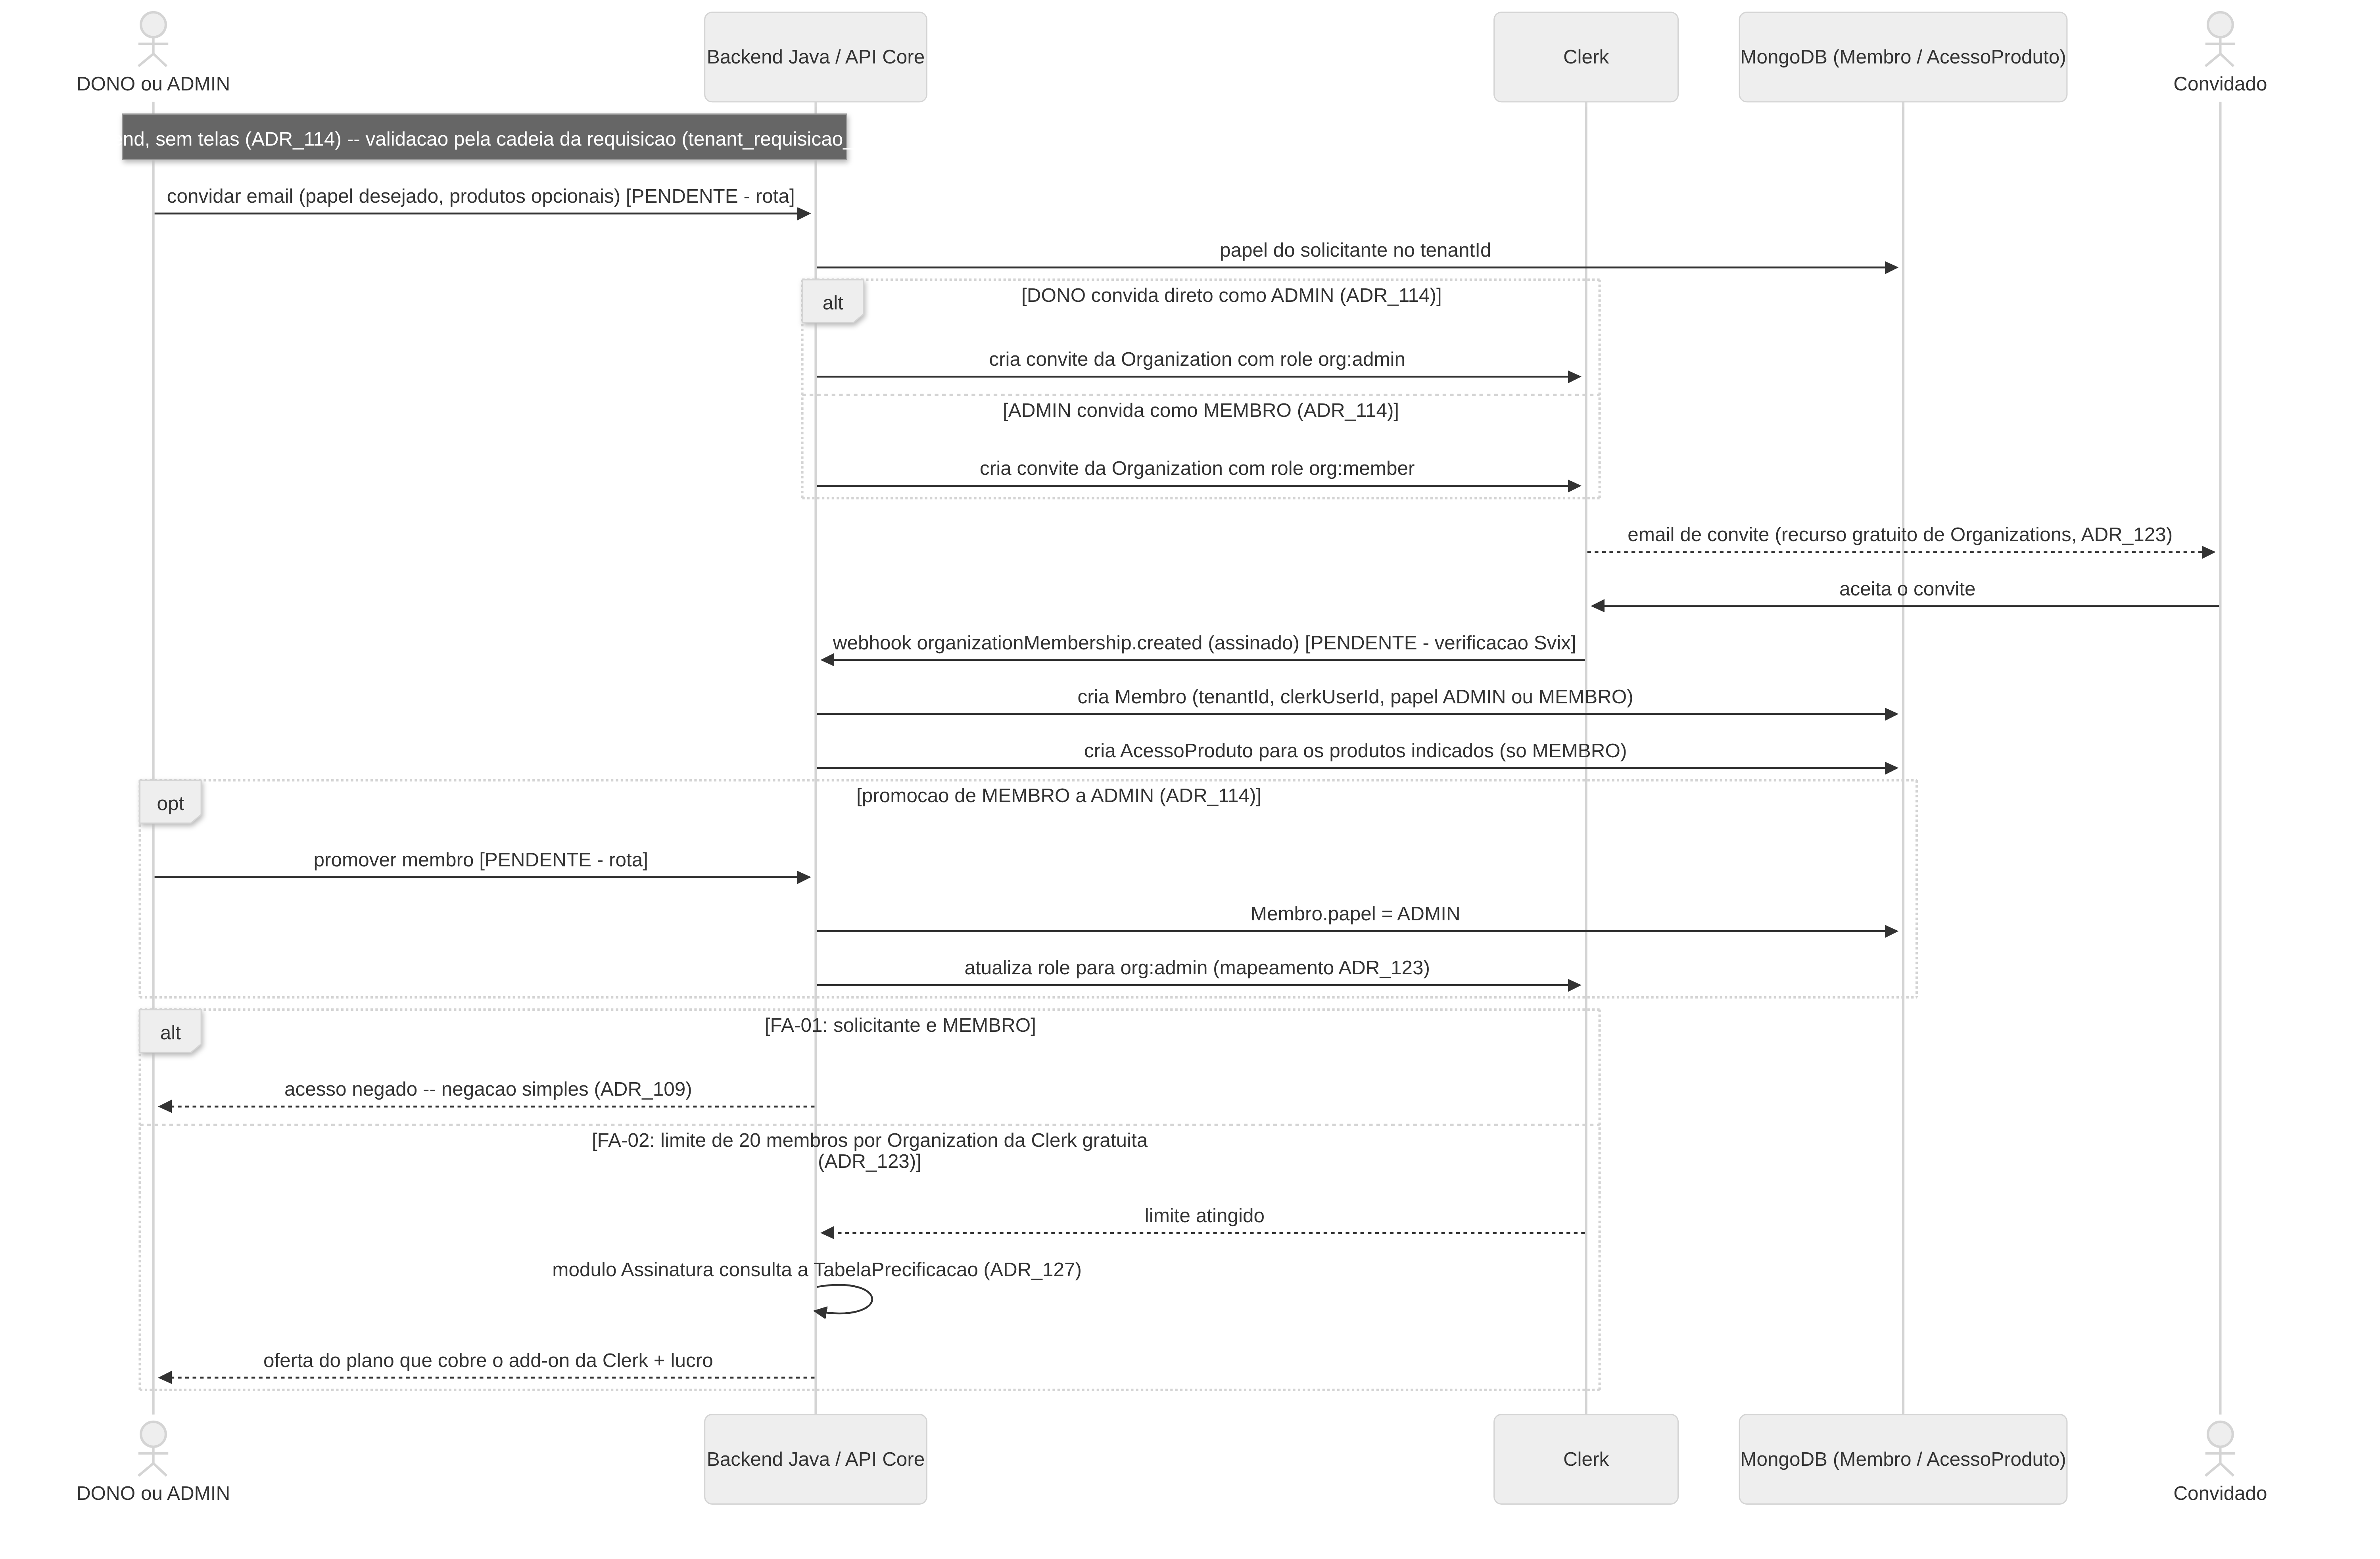 DONO ou ADMIN
Backend Java / API Core
Clerk
MongoDB (Membro / AcessoProduto)
Convidado
nd, sem telas (ADR_114) -- validacao pela cadeia da requisicao (tenant_requisicao_
convidar email (papel desejado, produtos opcionais) [PENDENTE - rota]
papel do solicitante no tenantId
alt
[DONO convida direto como ADMIN (ADR_114)]
cria convite da Organization com role org:admin
[ADMIN convida como MEMBRO (ADR_114)]
cria convite da Organization com role org:member
email de convite (recurso gratuito de Organizations, ADR_123)
aceita o convite
webhook organizationMembership.created (assinado) [PENDENTE - verificacao Svix]
cria Membro (tenantId, clerkUserId, papel ADMIN ou MEMBRO)
cria AcessoProduto para os produtos indicados (so MEMBRO)
opt
[promocao de MEMBRO a ADMIN (ADR_114)]
promover membro [PENDENTE - rota]
Membro.papel = ADMIN
atualiza role para org:admin (mapeamento ADR_123)
alt
[FA-01: solicitante e MEMBRO]
acesso negado -- negacao simples (ADR_109)
[FA-02: limite de 20 membros por Organization da Clerk gratuita
(ADR_123)]
limite atingido
modulo Assinatura consulta a TabelaPrecificacao (ADR_127)
oferta do plano que cobre o add-on da Clerk + lucro
DONO ou ADMIN
Backend Java / API Core
Clerk
MongoDB (Membro / AcessoProduto)
Convidado